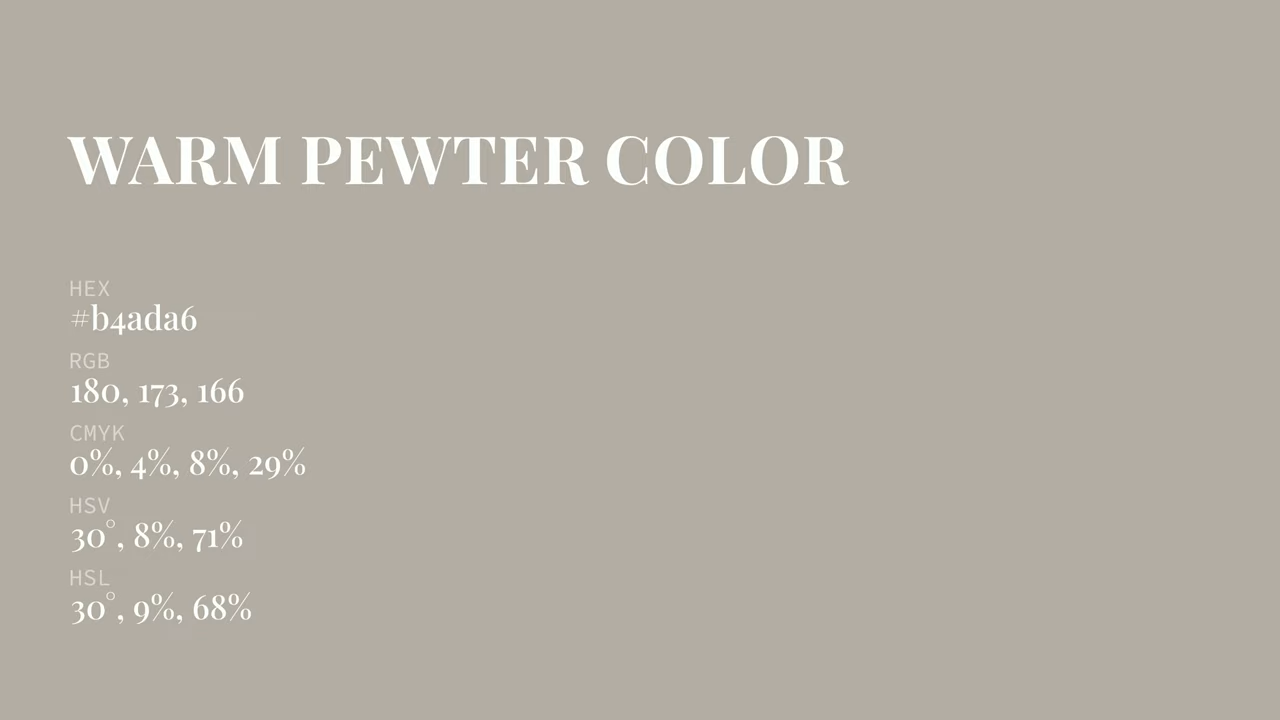 WARM PEWTER COLOR
HEX
#b4ada6
RGB
180, 173, 166
CMYK
0%, 4%, 8%, 29%
HSV
30°, 8%, 71%
HSL
30°, 9%, 68%